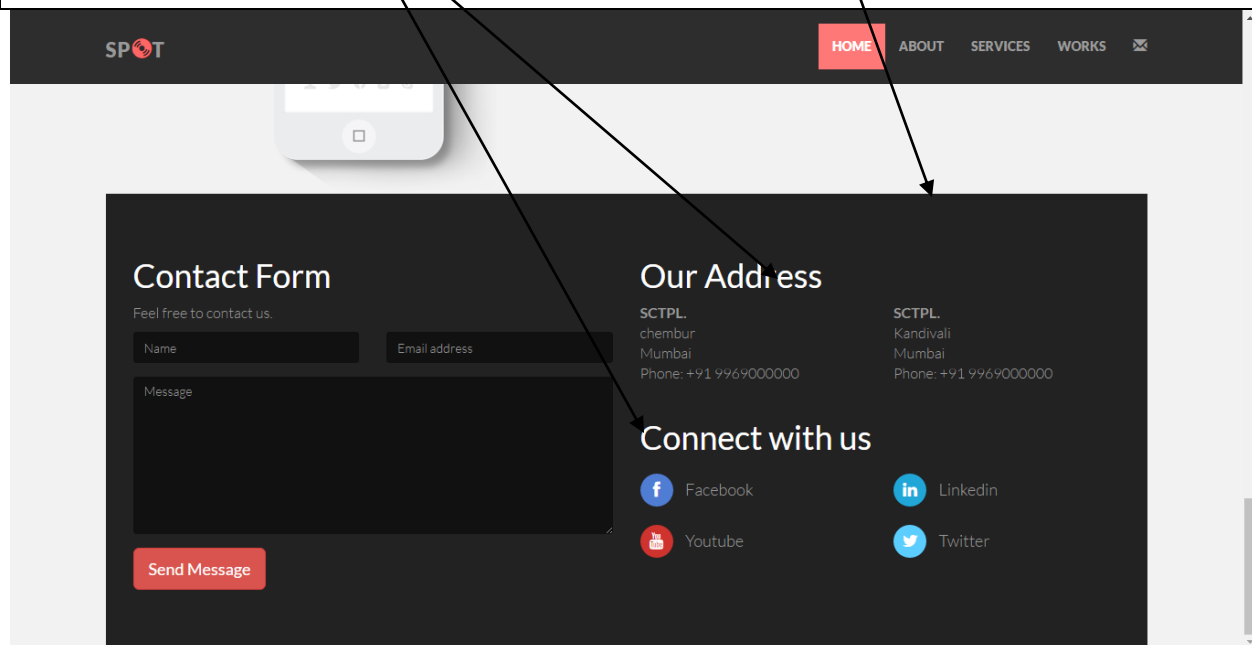 SPOT
HOME ABOUT SERVICES WORKS
Contact Form
Feel free to contact us.
Name
Email address
Message
Send Message
Our Address
SCTPL.
chembur
Mumbai
Phone: +91 9969000000
SCTPL.
Kandivali
Mumbai
Phone: +91 9969000000
Connect with us
Facebook
Linkedin
Youtube
Twitter